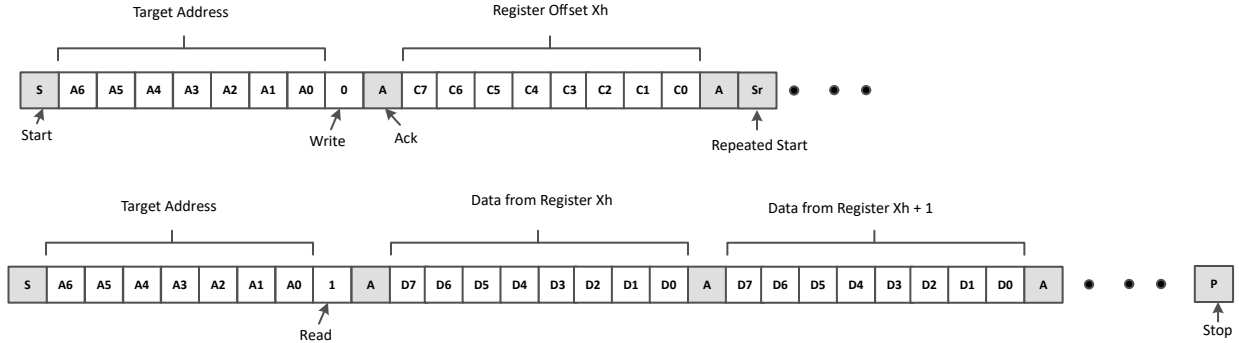 Target Address Register Offset Xh
S A6 A5 A4 A3 A2 A1 A0 0 A C7 C6 C5 C4 C3 C2 C1 C0 A Sr
Start Write Ack Repeated Start
Target Address Data from Register Xh Data from Register Xh + 1
S A6 A5 A4 A3 A2 A1 A0 1 A D7 D6 D5 D4 D3 D2 D1 D0 A D7 D6 D5 D4 D3 D2 D1 D0 A P
Read Stop